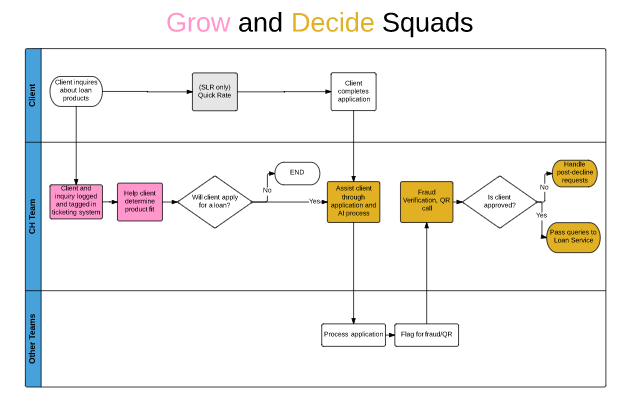 Grow and Decide Squads
Client
Client inquires
about loan
products
(SLR only)
Quick Rate
Client
completes
application
CH Team
Client and
inqury logged
and tagged in
ticketing system
Help client
determine
product fit
Will client apply
for a loan?
No
END
Yes
Assist client
through
application and
AI process
Fraud
Verification, QR
call
Is client
approved?
No
Handle
post-decline
requests
Yes
Pass queries to
Loan Service
Other Teams
Process application
Flag for fraud/QR